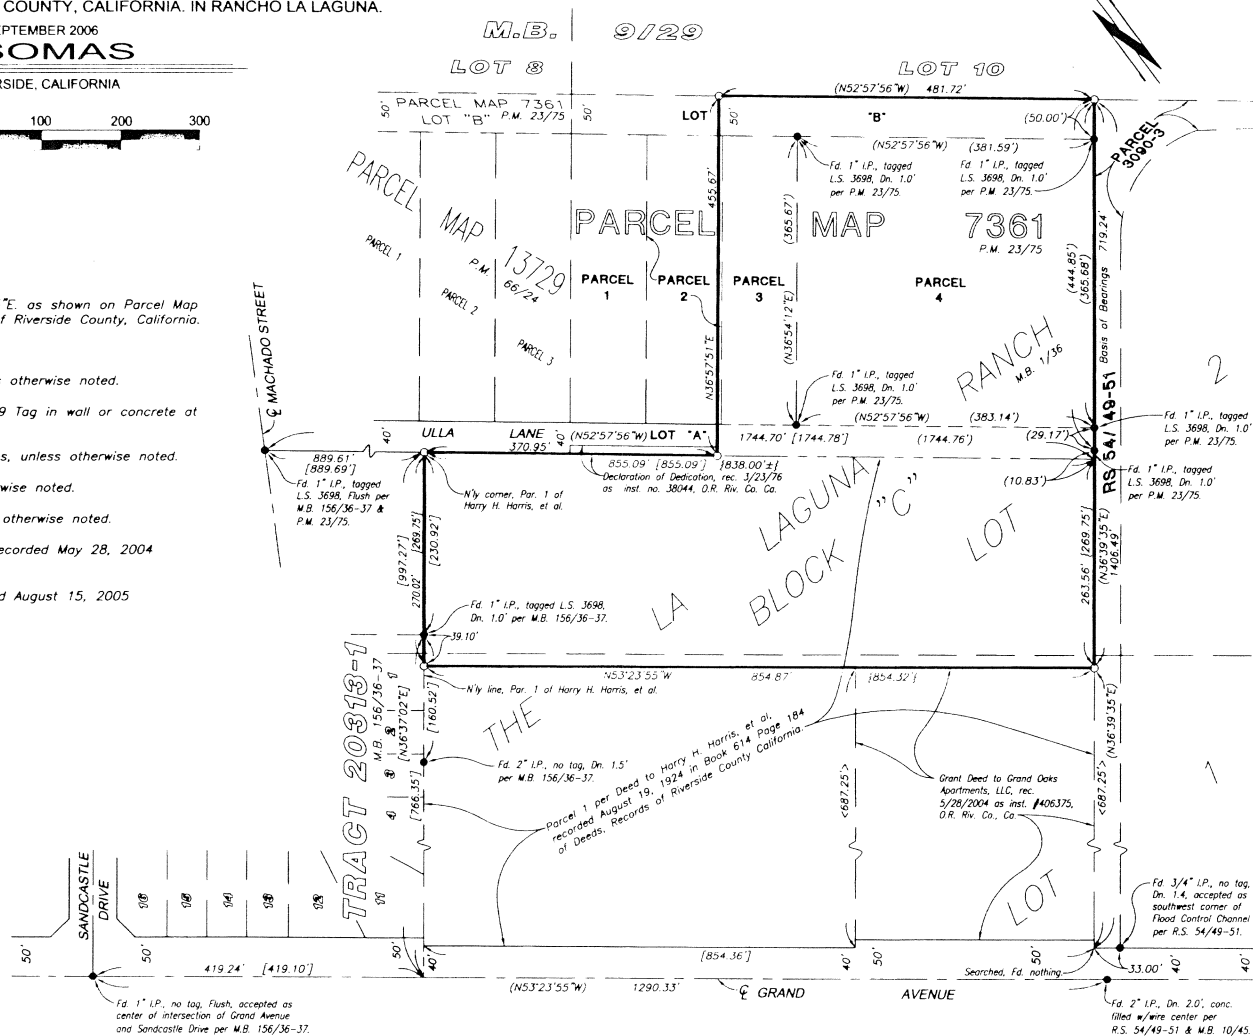 COUNTY, CALIFORNIA. IN RANCHO LA LAGUNA.
SEPTEMBER 2006
SOMAS
RSIDE, CALIFORNIA
100 200 300
"E. as shown on Parcel Map
of Riverside County, California.
otherwise noted.
9 Tag in wall or concrete at
s, unless otherwise noted.
wise noted.
otherwise noted.
ecorded May 28, 2004
d August 15, 2005
M.B. 9/29
LOT 8
LOT 10
(N52°57'56"W) 481.72'
50'
PARCEL MAP 7361
LOT "B" P.M. 23/75
50'
LOT
50'
"B"
(50.00')
(N52°57'56"W) (381.59')
PARCEL
3090-3
Fd. 1" I.P., tagged
L.S. 3698, Dn. 1.0'
per P.M. 23/75.
Fd. 1" I.P., tagged
L.S. 3698, Dn. 1.0'
per P.M. 23/75.
PARCEL
MAP
13729
P.M.
66/24
PARCEL 1
PARCEL 2
PARCEL 3
PARCEL MAP 7361
P.M. 23/75
PARCEL
1
PARCEL
2
PARCEL
3
PARCEL
4
455.67'
N36°57'51"E
(365.67')
(N36°54'12"E)
719.24'
(444.85')
(365.68')
Basis of Bearings
RS 54/ 49-51
RANCH
M.B. 1/36
2
℄ MACHADO STREET
Fd. 1" I.P., tagged
L.S. 3698, Dn. 1.0'
per P.M. 23/75.
(N52°57'56"W) (383.14')
40'
ULLA LANE
40'
(N52°57'56"W) LOT "A"
1744.70' [1744.78] (1744.76')
(29.17')
Fd. 1" I.P., tagged
L.S. 3698, Dn. 1.0'
per P.M. 23/75.
889.61'
[889.69']
370.95'
855.09' [855.09'] {838.00'±}
Declaration of Dedication, rec. 3/23/76
as inst. no. 38044, O.R. Riv. Co. Ca.
Fd. 1" I.P., tagged
L.S. 3698, Flush per
M.B. 156/36-37 &
P.M. 23/75.
N'ly corner, Par. 1 of
Harry H. Harris, et al.
(10.83')
Fd. 1" I.P., tagged
L.S. 3698, Dn. 1.0'
per P.M. 23/75.
LAGUNA
"C"
LOT
LA
BLOCK
[997.27']
270.02' [269.75']
[230.92']
263.56' [269.75']
(N36°39'35"E)
1406.49'
Fd. 1" I.P., tagged L.S. 3698,
Dn. 1.0' per M.B. 156/36-37.
39.10'
N53°23'55"W 854.87' [854.32']
N'ly line, Par. 1 of Harry H. Harris, et al.
THE
TRACT 20313-1
M.B. 156/36-37
[N36°37'02"E]
[160.52']
[766.35']
1
2
3
4
Fd. 2" I.P., no tag, Dn. 1.5'
per M.B. 156/36-37.
Parcel 1 per Deed to Harry H. Harris, et al.
recorded August 19, 1924 in Book 614 Page 184
of Deeds, Records of Riverside County California.
<687.25'>
Grant Deed to Grand Oaks
Apartments, LLC, rec.
5/28/2004 as inst. #406375,
O.R. Riv. Co., Ca.
<687.25'>
(N36°39'35"E)
1
LOT
SANDCASTLE
DRIVE
16 15 14 13 12 11
Fd. 3/4" I.P., no tag,
Dn. 1.4, accepted as
southwest corner of
Flood Control Channel
per R.S. 54/49-51.
50'
50'
50'
40'
[854.36']
40'
50'
50'
Searched, Fd. nothing.
33.00'
40'
40'
419.24' [419.10']
(N53°23'55"W) 1290.33'
℄ GRAND AVENUE
Fd. 1" I.P., no tag, Flush, accepted as
center of intersection of Grand Avenue
and Sandcastle Drive per M.B. 156/36-37.
Fd. 2" I.P., Dn. 2.0', conc.
filled w/wire center per
R.S. 54/49-51 & M.B. 10/45.